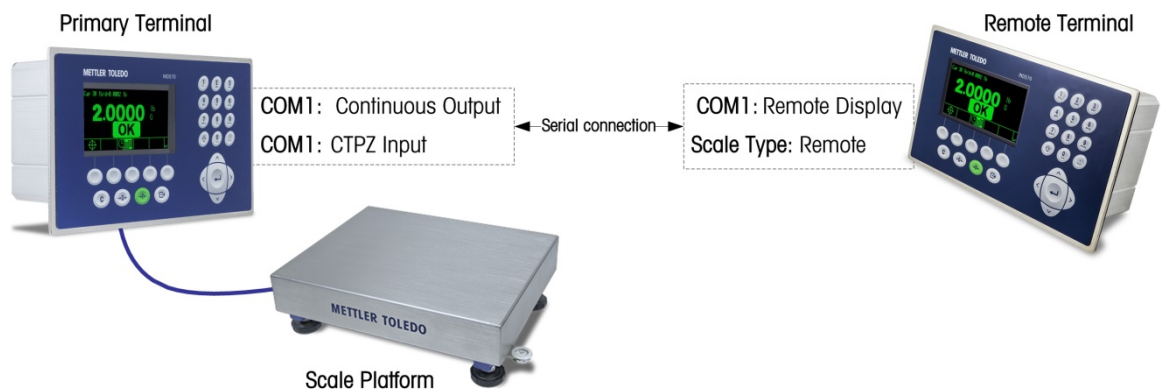 Primary Terminal
Remote Terminal
METTLER TOLEDO
IND570
2.0000
OK
COM1: Continuous Output
COM1: CTPZ Input
Serial connection
COM1: Remote Display
Scale Type: Remote
METTLER TOLEDO
2.0000
OK
METTLER TOLEDO
Scale Platform